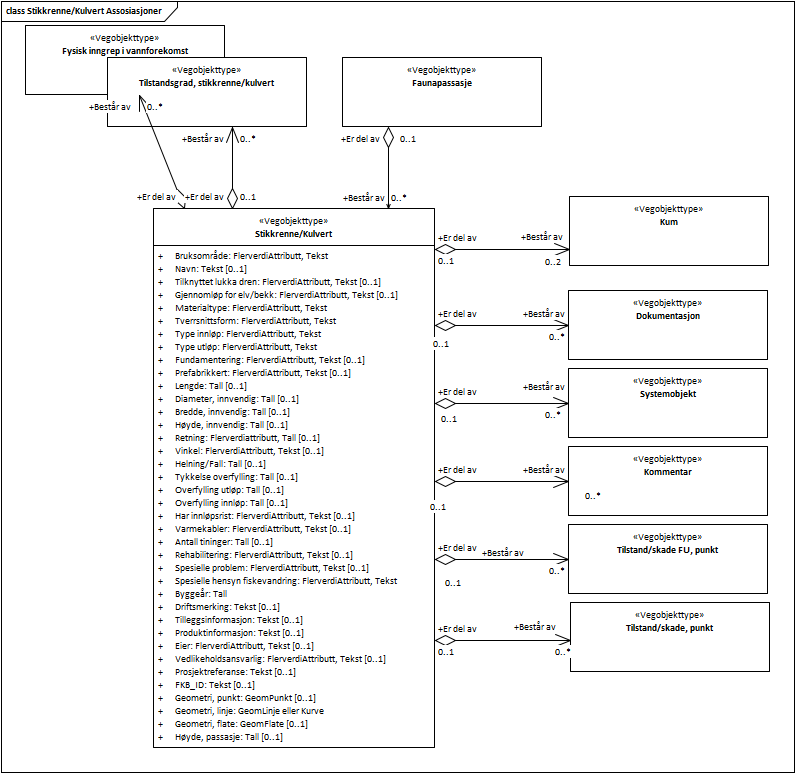 class Stikkrenne/Kulvert Assosiasjoner
«Vegobjekttype»
Fysisk inngrep i vannforekomst
«Vegobjekttype»
Tilstandsgrad, stikkrenne/kulvert
«Vegobjekttype»
Faunapassasje
+Består av
0..*
+Består av
0..*
+Er del av
0..1
+Er del av
+Er del av
0..1
+Består av
0..*
«Vegobjekttype»
Stikkrenne/Kulvert
+ Bruksområde: FlerverdiAttributt, Tekst
+ Navn: Tekst [0..1]
+ Tilknyttet lukka dren: FlerverdiAttributt, Tekst [0..1]
+ Gjennomløp for elv/bekk: FlerverdiAttributt, Tekst [0..1]
+ Materialtype: FlerverdiAttributt, Tekst
+ Tverrsnittsform: FlerverdiAttributt, Tekst
+ Type innløp: FlerverdiAttributt, Tekst
+ Type utløp: FlerverdiAttributt, Tekst
+ Fundamentering: FlerverdiAttributt, Tekst [0..1]
+ Prefabrikkert: FlerverdiAttributt, Tekst [0..1]
+ Lengde: Tall [0..1]
+ Diameter, innvendig: Tall [0..1]
+ Bredde, innvendig: Tall [0..1]
+ Høyde, innvendig: Tall [0..1]
+ Retning: Flerverdiattributt, Tall [0..1]
+ Vinkel: FlerverdiAttributt, Tekst [0..1]
+ Helning/Fall: Tall [0..1]
+ Tykkelse overfylling: Tall [0..1]
+ Overfylling utløp: Tall [0..1]
+ Overfylling innløp: Tall [0..1]
+ Har innløpsrist: FlerverdiAttributt, Tekst [0..1]
+ Varmekabler: FlerverdiAttributt, Tekst [0..1]
+ Antall tininger: Tall [0..1]
+ Rehabilitering: FlerverdiAttributt, Tekst [0..1]
+ Spesielle problem: FlerverdiAttributt, Tekst [0..1]
+ Spesielle hensyn fiskevandring: FlerverdiAttributt, Tekst
+ Byggeår: Tall
+ Driftsmerking: Tekst [0..1]
+ Tilleggsinformasjon: Tekst [0..1]
+ Produktinformasjon: Tekst [0..1]
+ Eier: FlerverdiAttributt, Tekst [0..1]
+ Vedlikeholdsansvarlig: FlerverdiAttributt, Tekst [0..1]
+ Prosjektreferanse: Tekst [0..1]
+ FKB_ID: Tekst [0..1]
+ Geometri, punkt: GeomPunkt [0..1]
+ Geometri, linje: GeomLinje eller Kurve
+ Geometri, flate: GeomFlate [0..1]
+ Høyde, passasje: Tall [0..1]
+Er del av
0..1
+Består av
0..2
«Vegobjekttype»
Kum
+Er del av
0..1
+Består av
0..*
«Vegobjekttype»
Dokumentasjon
+Er del av
0..1
+Består av
0..*
«Vegobjekttype»
Systemobjekt
+Er del av
0..1
+Består av
0..*
«Vegobjekttype»
Kommentar
+Er del av
0..1
+Består av
0..*
«Vegobjekttype»
Tilstand/skade FU, punkt
+Er del av
0..1
+Består av
0..*
«Vegobjekttype»
Tilstand/skade, punkt